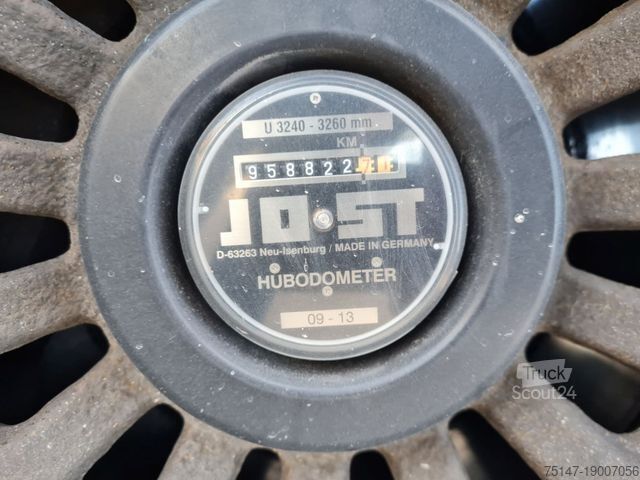 U 3240 - 3260 mm
KM
958822
JOST
D-63263 Neu-Isenburg / MADE IN GERMANY
HUBODOMETER
09 - 13
Truck
Scout24
75147-19007056